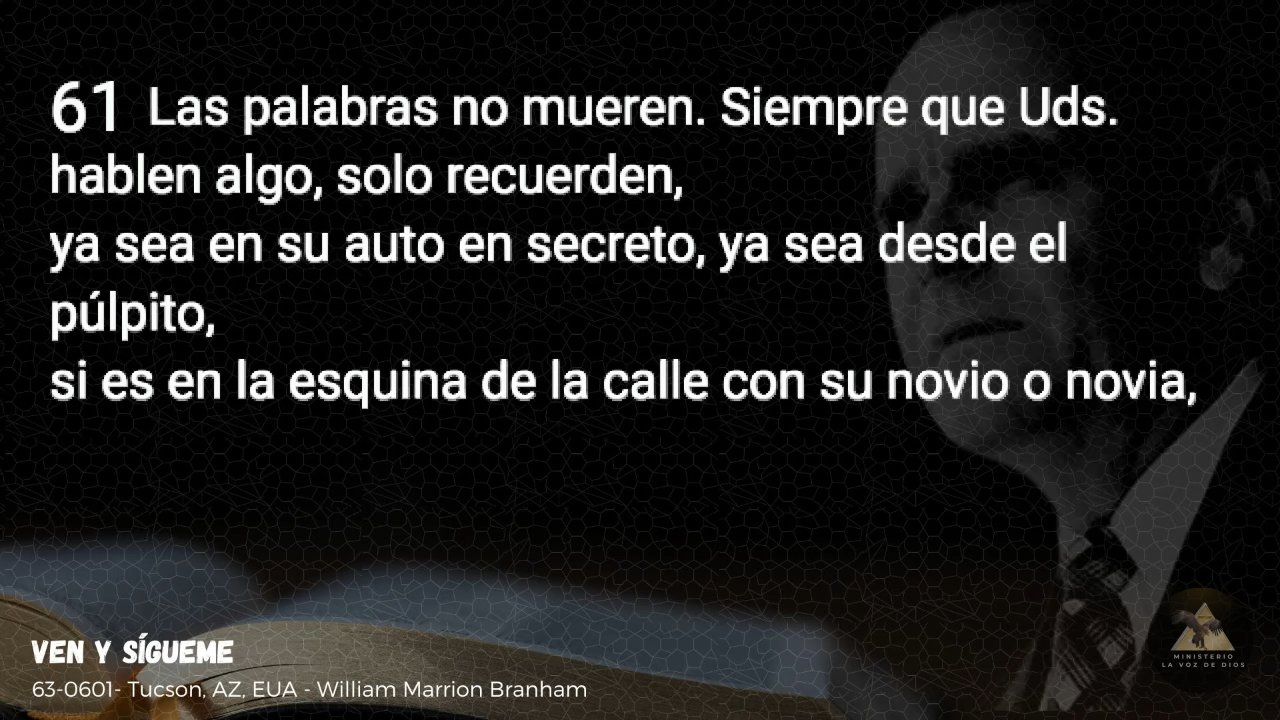 61 Las palabras no mueren. Siempre que Uds.
hablen algo, solo recuerden,
ya sea en su auto en secreto, ya sea desde el
púlpito,
si es en la esquina de la calle con su novio o novia,
VEN Y SÍGUEME
63-0601- Tucson, AZ, EUA - William Marrion Branham
MINISTERIO
LA VOZ DE DIOS